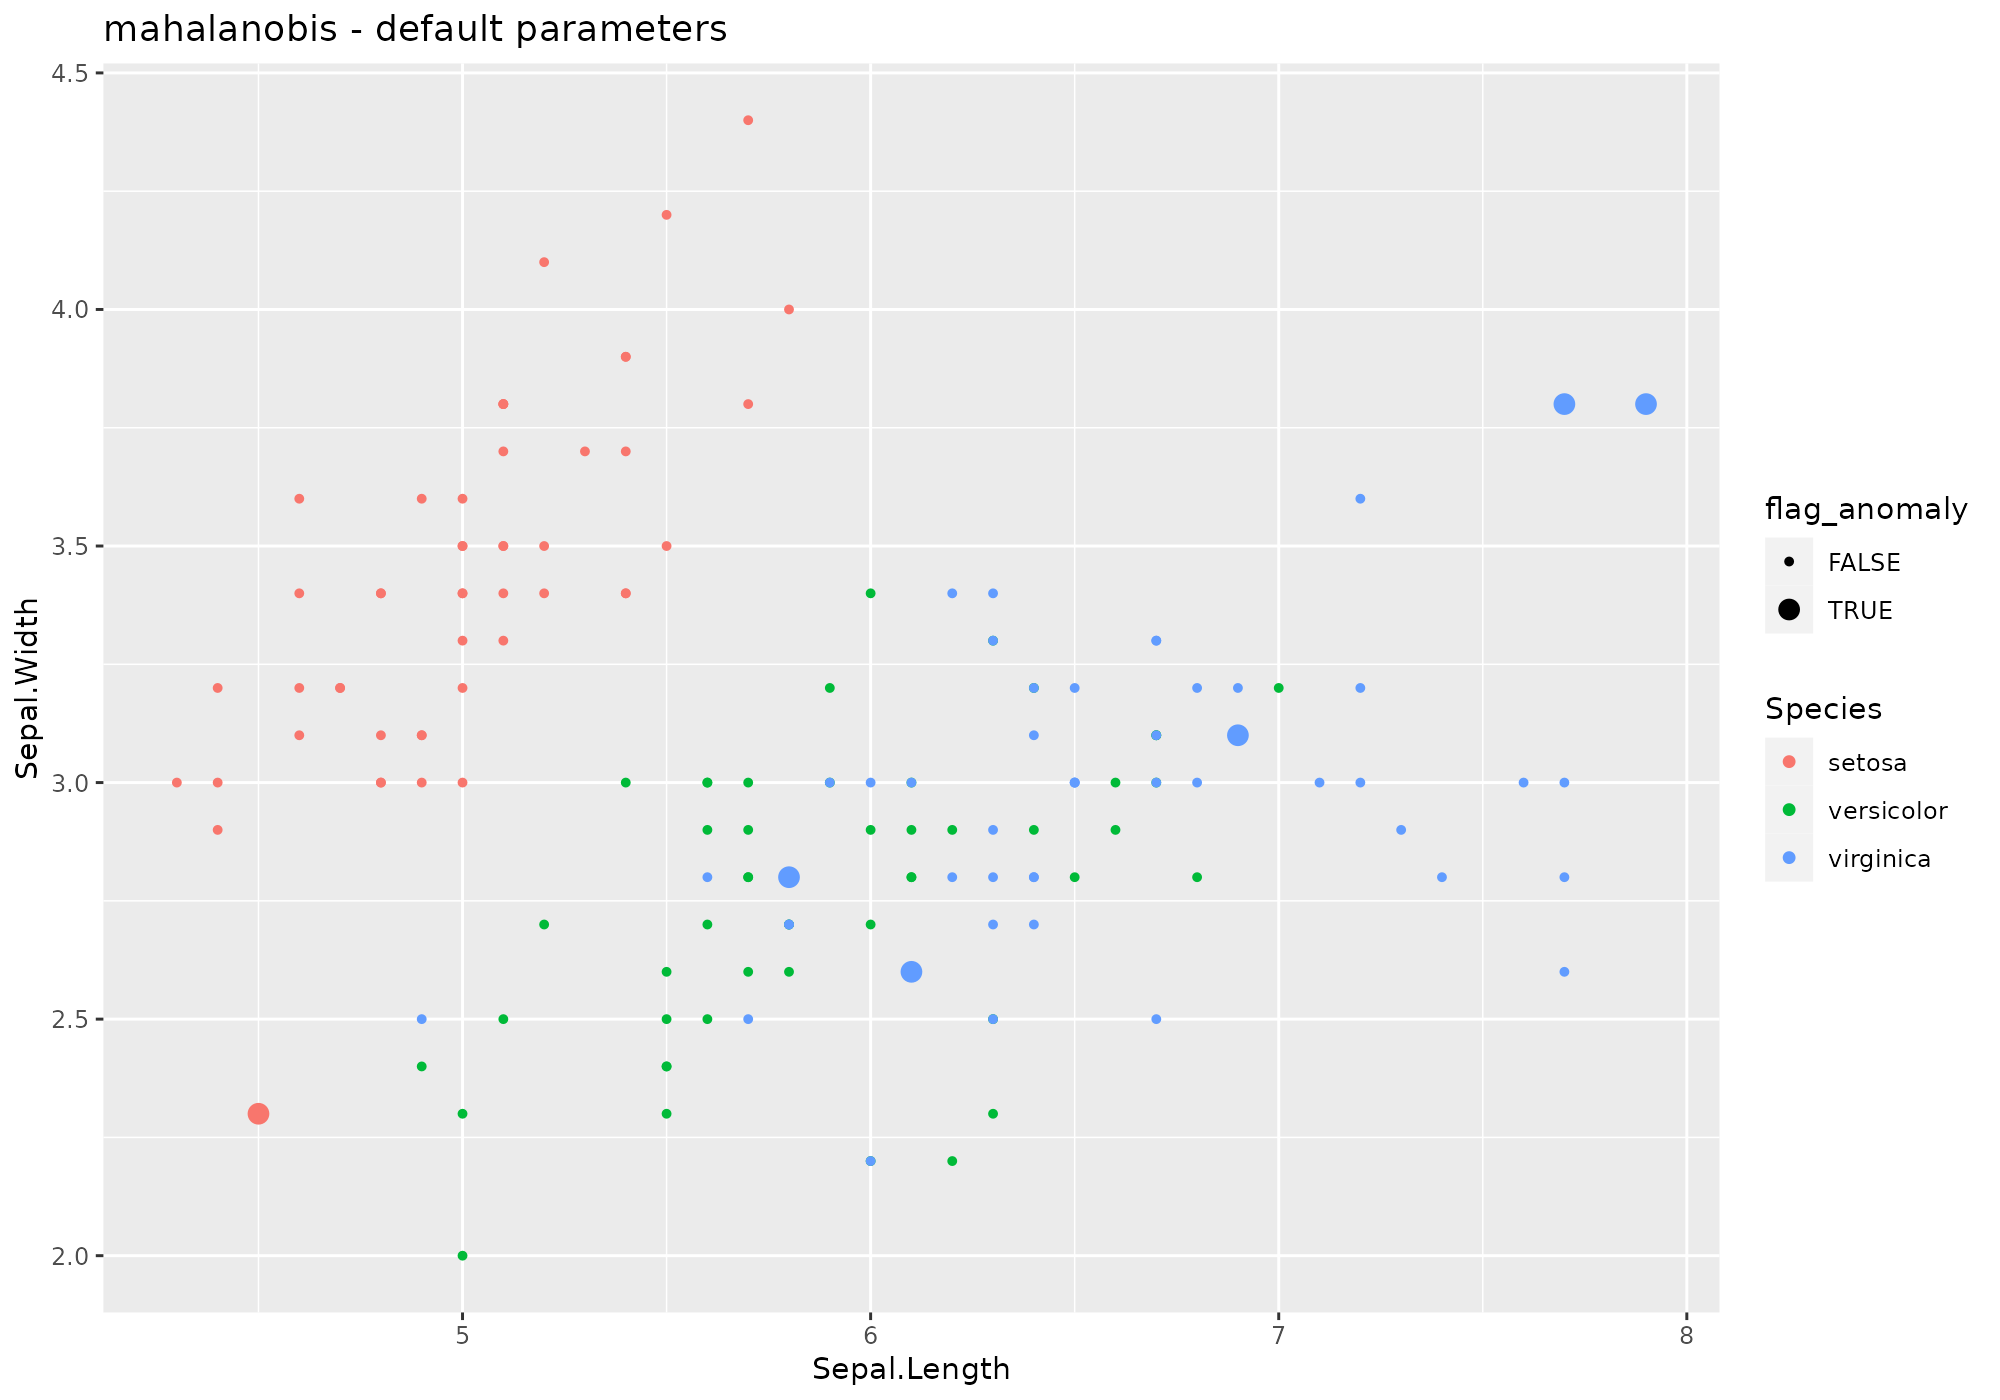 mahalanobis - default parameters
4.5
4.0
3.5
3.0
2.5
2.0
Sepal.Width
5
6
7
8
Sepal.Length
flag_anomaly
FALSE
TRUE
Species
setosa
versicolor
virginica